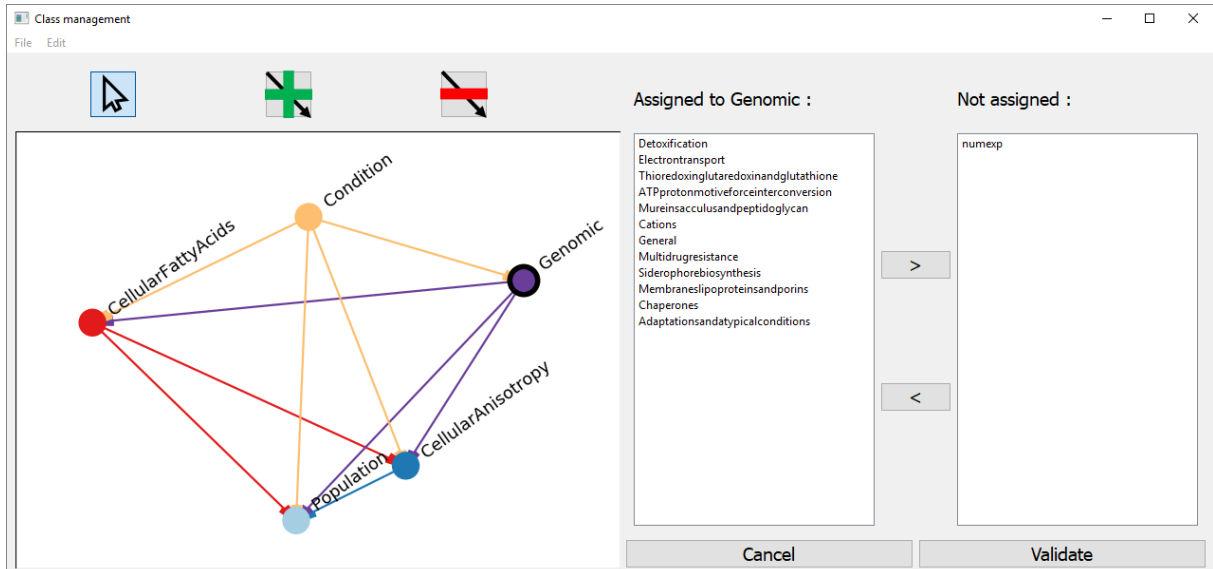 Class management
File Edit
Assigned to Genomic :
Not assigned :
Condition
CellularFattyAcids
Genomic
CellularAnisotropy
Population
Detoxification
Electrontransport
Thioredoxinglutaredoxinandglutathione
ATPprotonmotiveforceinterconversion
Mureinsacculusandpeptidoglycan
Cations
General
Multidrugresistance
Siderophorebiosynthesis
Membraneslipoproteinsandporins
Chaperones
Adaptationsandatypicalconditions
>
<
numexp
Cancel
Validate